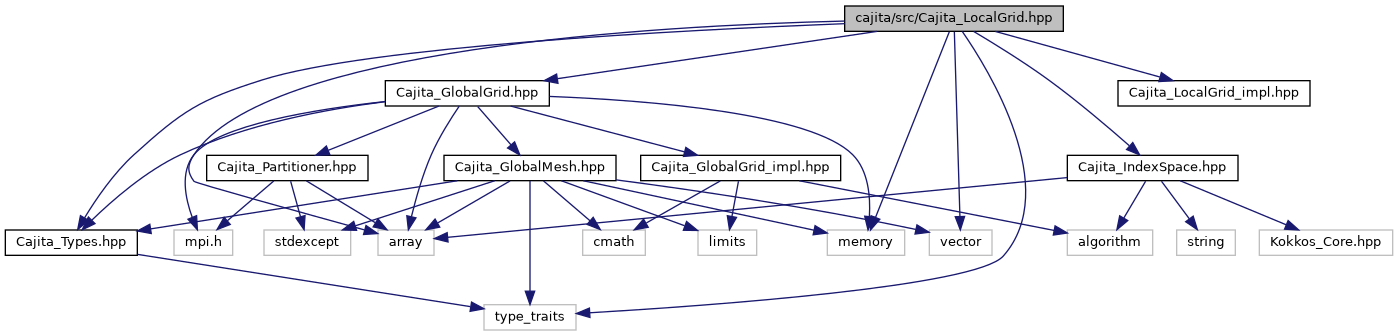 cajita/src/Cajita_LocalGrid.hpp
Cajita_GlobalGrid.hpp
Cajita_LocalGrid_impl.hpp
Cajita_Partitioner.hpp
Cajita_GlobalMesh.hpp
Cajita_GlobalGrid_impl.hpp
Cajita_IndexSpace.hpp
Cajita_Types.hpp
mpi.h
stdexcept
array
cmath
limits
memory
vector
algorithm
string
Kokkos_Core.hpp
type_traits